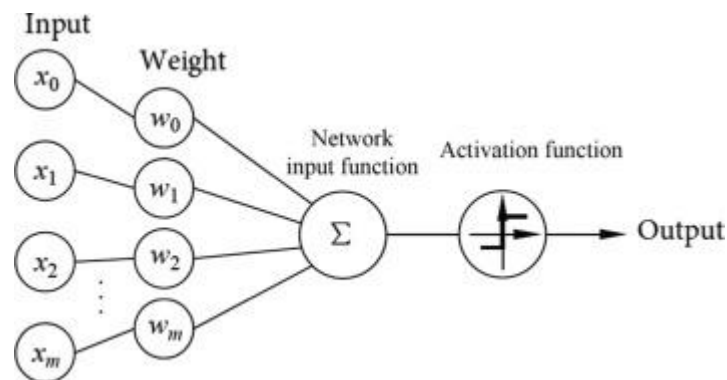 Input
Weight
Network
input function
Activation function
x₀
w₀
x₁
w₁
Σ
Output
x₂
w₂
⋮
xₘ
wₘ